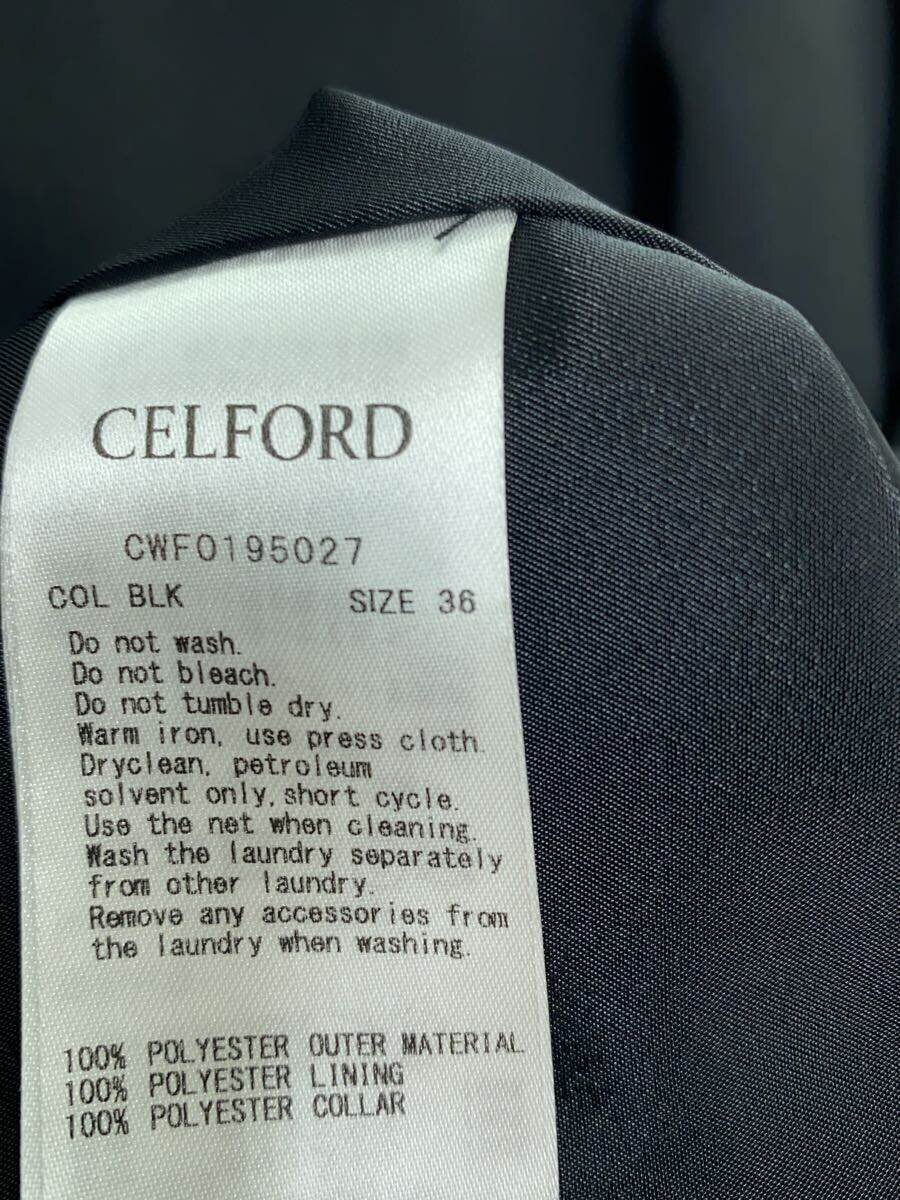 CELFORD
CWFO195027
COL BLK SIZE 36
Do not wash.
Do not bleach.
Do not tumble dry.
Warm iron, use press cloth.
Dryclean, petroleum
solvent only,short cycle.
Use the net when cleaning.
Wash the laundry separately
from other laundry.
Remove any accessories from
the laundry when washing.
100% POLYESTER OUTER MATERIAL
100% POLYESTER LINING
100% POLYESTER COLLAR